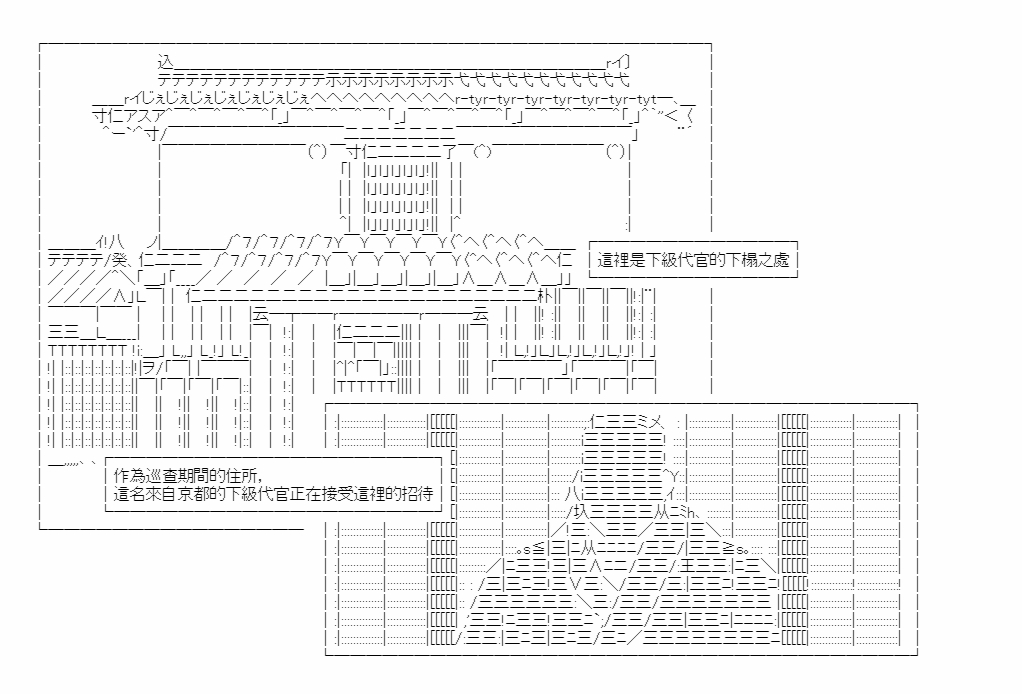 這裡是下級代官的下榻之處
作為巡查期間的住所，
這名來自京都的下級代官正在接受這裡的招待